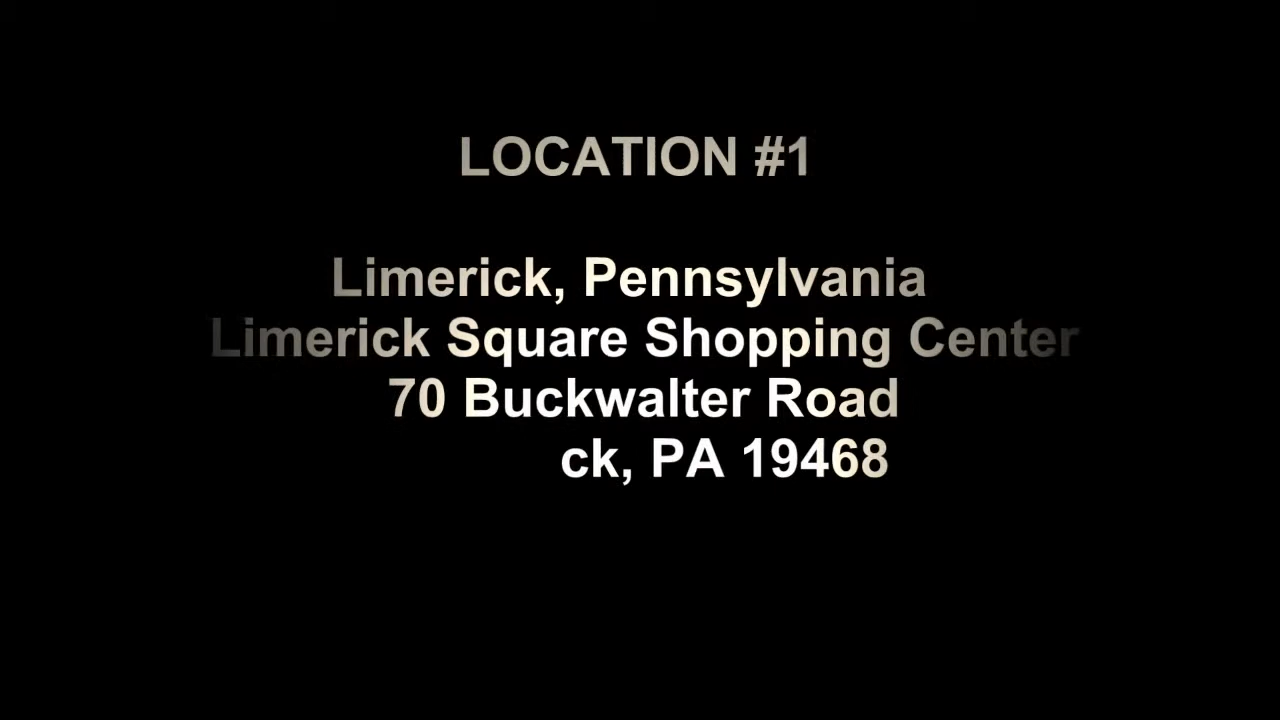 LOCATION #1
Limerick, Pennsylvania
Limerick Square Shopping Center
70 Buckwalter Road
ck, PA 19468